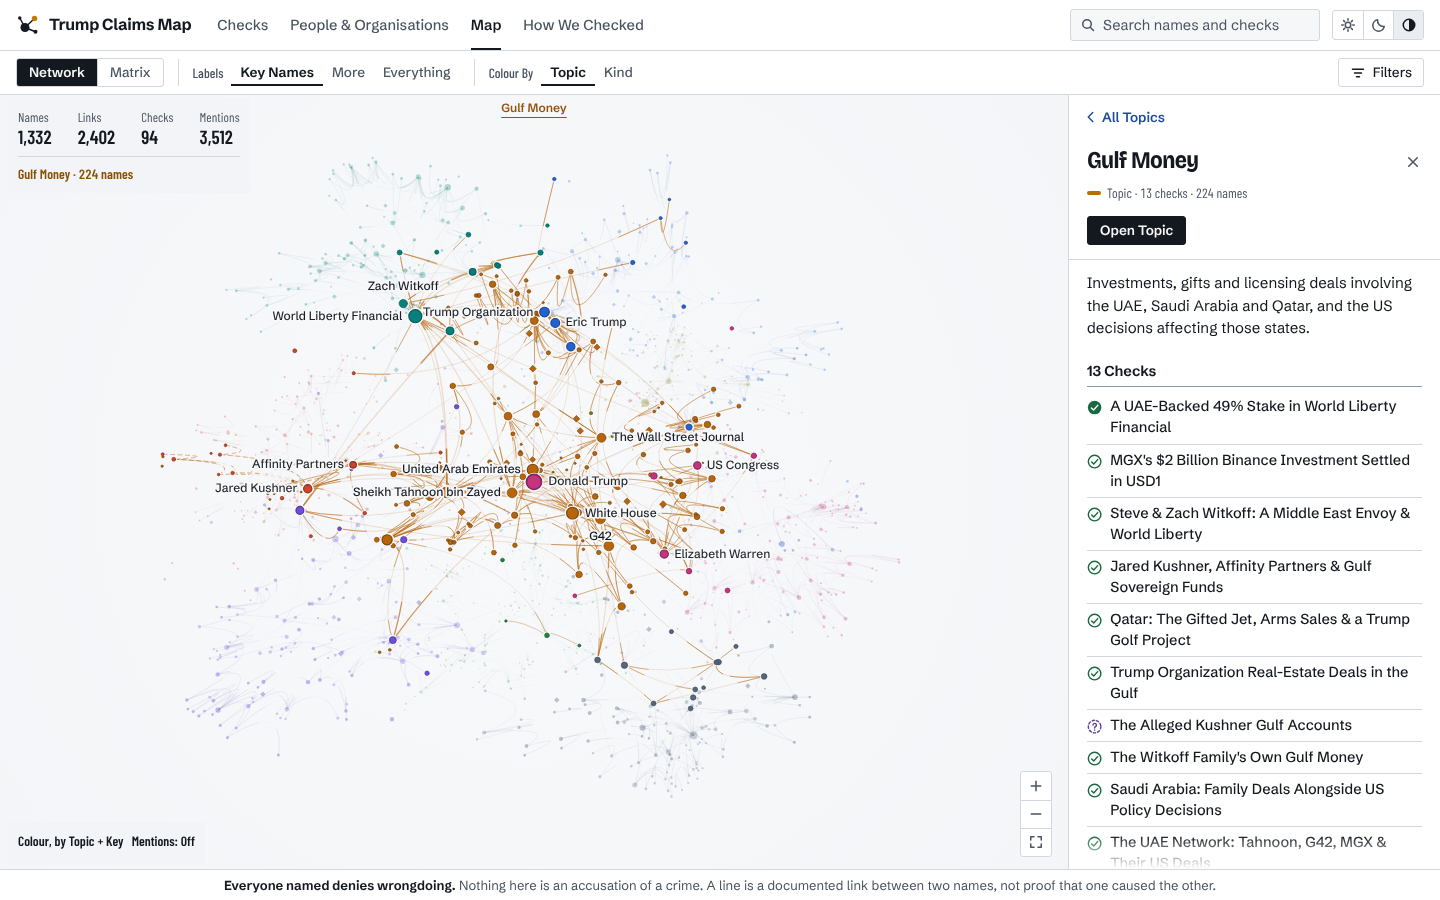 Trump Claims Map
Checks
People & Organisations
Map
How We Checked
Search names and checks
Network
Matrix
Labels
Key Names
More
Everything
Colour By
Topic
Kind
Filters
Names
Links
Checks
Mentions
1,332
2,402
94
3,512
Gulf Money · 224 names
Gulf Money
Zach Witkoff
World Liberty Financial
Trump Organization
Eric Trump
The Wall Street Journal
Affinity Partners
United Arab Emirates
US Congress
Jared Kushner
Sheikh Tahnoon bin Zayed
Donald Trump
White House
G42
Elizabeth Warren
Colour, by Topic + Key
Mentions: Off
All Topics
Gulf Money
Topic · 13 checks · 224 names
Open Topic
Investments, gifts and licensing deals involving
the UAE, Saudi Arabia and Qatar, and the US
decisions affecting those states.
13 Checks
A UAE-Backed 49% Stake in World Liberty
Financial
MGX's $2 Billion Binance Investment Settled
in USD1
Steve & Zach Witkoff: A Middle East Envoy &
World Liberty
Jared Kushner, Affinity Partners & Gulf
Sovereign Funds
Qatar: The Gifted Jet, Arms Sales & a Trump
Golf Project
Trump Organization Real-Estate Deals in the
Gulf
The Alleged Kushner Gulf Accounts
The Witkoff Family's Own Gulf Money
Saudi Arabia: Family Deals Alongside US
Policy Decisions
The UAE Network: Tahnoon, G42, MGX &
Their US Deals
Everyone named denies wrongdoing. Nothing here is an accusation of a crime. A line is a documented link between two names, not proof that one caused the other.